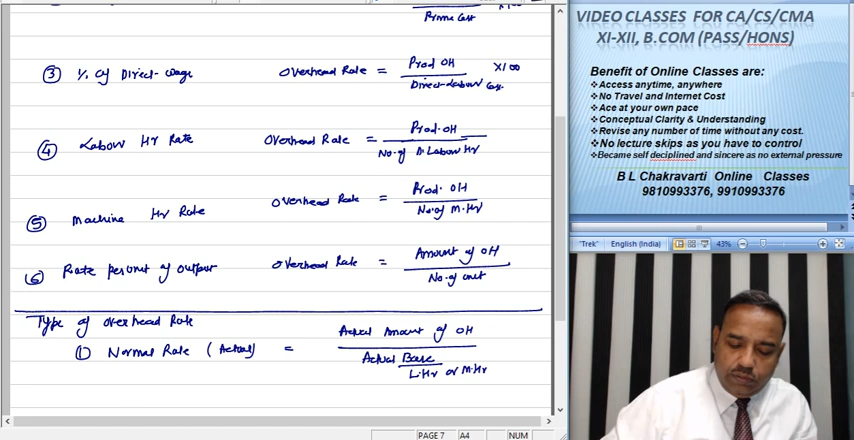 Prime Cost
x100
③ % of Direct-wage Overhead Rate = Prod OH X100
Direct-Labour Cost
④ Labour Hr Rate Overhead Rate = Prod. OH
No. of D. Labour Hr
⑤ Machine Hr Rate Overhead Rate = Prod. OH
No. of M. Hr
⑥ Rate per unit of output Overhead Rate = Amount of OH
No. of unit
Type of overhead Rate
① Normal Rate (Actual) = Actual Amount of OH
Actual Base
L.Hr or M.Hr
PAGE 7 A4 NUM
VIDEO CLASSES FOR CA/CS/CMA
XI-XII, B.COM (PASS/HONS)
Benefit of Online Classes are:
❖Access anytime, anywhere
❖No Travel and Internet Cost
❖Ace at your own pace
❖Conceptual Clarity & Understanding
❖Revise any number of time without any cost.
❖No lecture skips as you have to control
❖Became self deciplined and sincere as no external pressure
B L Chakravarti Online Classes
9810993376, 9910993376
"Trek" English (India) 43%